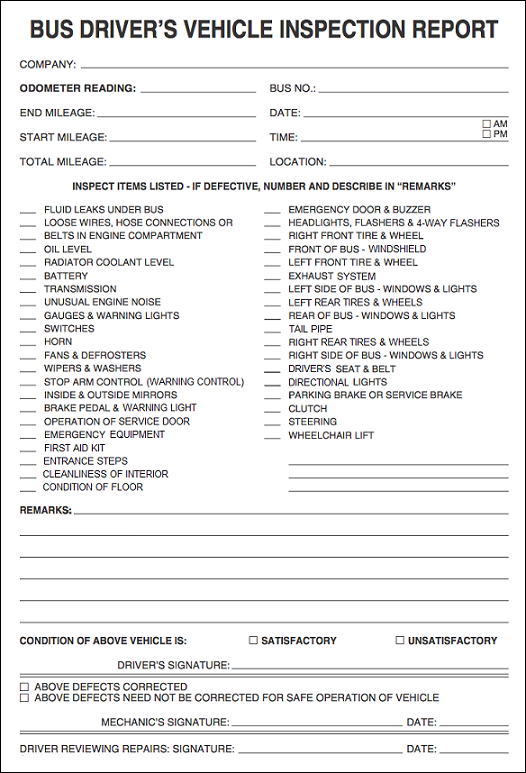 BUS DRIVER'S VEHICLE INSPECTION REPORT
COMPANY:
ODOMETER READING:
BUS NO.:
END MILEAGE:
DATE:
START MILEAGE:
TIME:
AM
PM
TOTAL MILEAGE:
LOCATION:
INSPECT ITEMS LISTED - IF DEFECTIVE, NUMBER AND DESCRIBE IN “REMARKS”
FLUID LEAKS UNDER BUS
LOOSE WIRES, HOSE CONNECTIONS OR
BELTS IN ENGINE COMPARTMENT
OIL LEVEL
RADIATOR COOLANT LEVEL
BATTERY
TRANSMISSION
UNUSUAL ENGINE NOISE
GAUGES & WARNING LIGHTS
SWITCHES
HORN
FANS & DEFROSTERS
WIPERS & WASHERS
STOP ARM CONTROL (WARNING CONTROL)
INSIDE & OUTSIDE MIRRORS
BRAKE PEDAL & WARNING LIGHT
OPERATION OF SERVICE DOOR
EMERGENCY EQUIPMENT
FIRST AID KIT
ENTRANCE STEPS
CLEANLINESS OF INTERIOR
CONDITION OF FLOOR
EMERGENCY DOOR & BUZZER
HEADLIGHTS, FLASHERS & 4-WAY FLASHERS
RIGHT FRONT TIRE & WHEEL
FRONT OF BUS - WINDSHIELD
LEFT FRONT TIRE & WHEEL
EXHAUST SYSTEM
LEFT SIDE OF BUS - WINDOWS & LIGHTS
LEFT REAR TIRES & WHEELS
REAR OF BUS - WINDOWS & LIGHTS
TAIL PIPE
RIGHT REAR TIRES & WHEELS
RIGHT SIDE OF BUS - WINDOWS & LIGHTS
DRIVER'S SEAT & BELT
DIRECTIONAL LIGHTS
PARKING BRAKE OR SERVICE BRAKE
CLUTCH
STEERING
WHEELCHAIR LIFT
REMARKS:
CONDITION OF ABOVE VEHICLE IS: SATISFACTORY UNSATISFACTORY
DRIVER'S SIGNATURE:
ABOVE DEFECTS CORRECTED
ABOVE DEFECTS NEED NOT BE CORRECTED FOR SAFE OPERATION OF VEHICLE
MECHANIC'S SIGNATURE: DATE:
DRIVER REVIEWING REPAIRS: SIGNATURE: DATE: